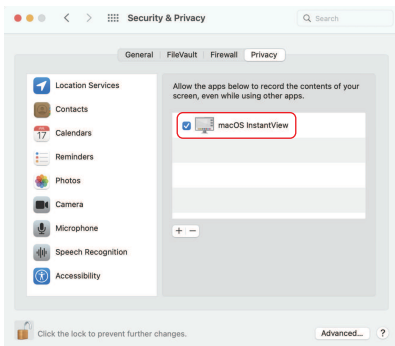 Security & Privacy
Search
General
FileVault
Firewall
Privacy
Location Services
Contacts
17
Calendars
Reminders
Photos
Camera
Microphone
Speech Recognition
Accessibility
Allow the apps below to record the contents of your
screen, even while using other apps.
macOS InstantView
+
−
Click the lock to prevent further changes.
Advanced...
?